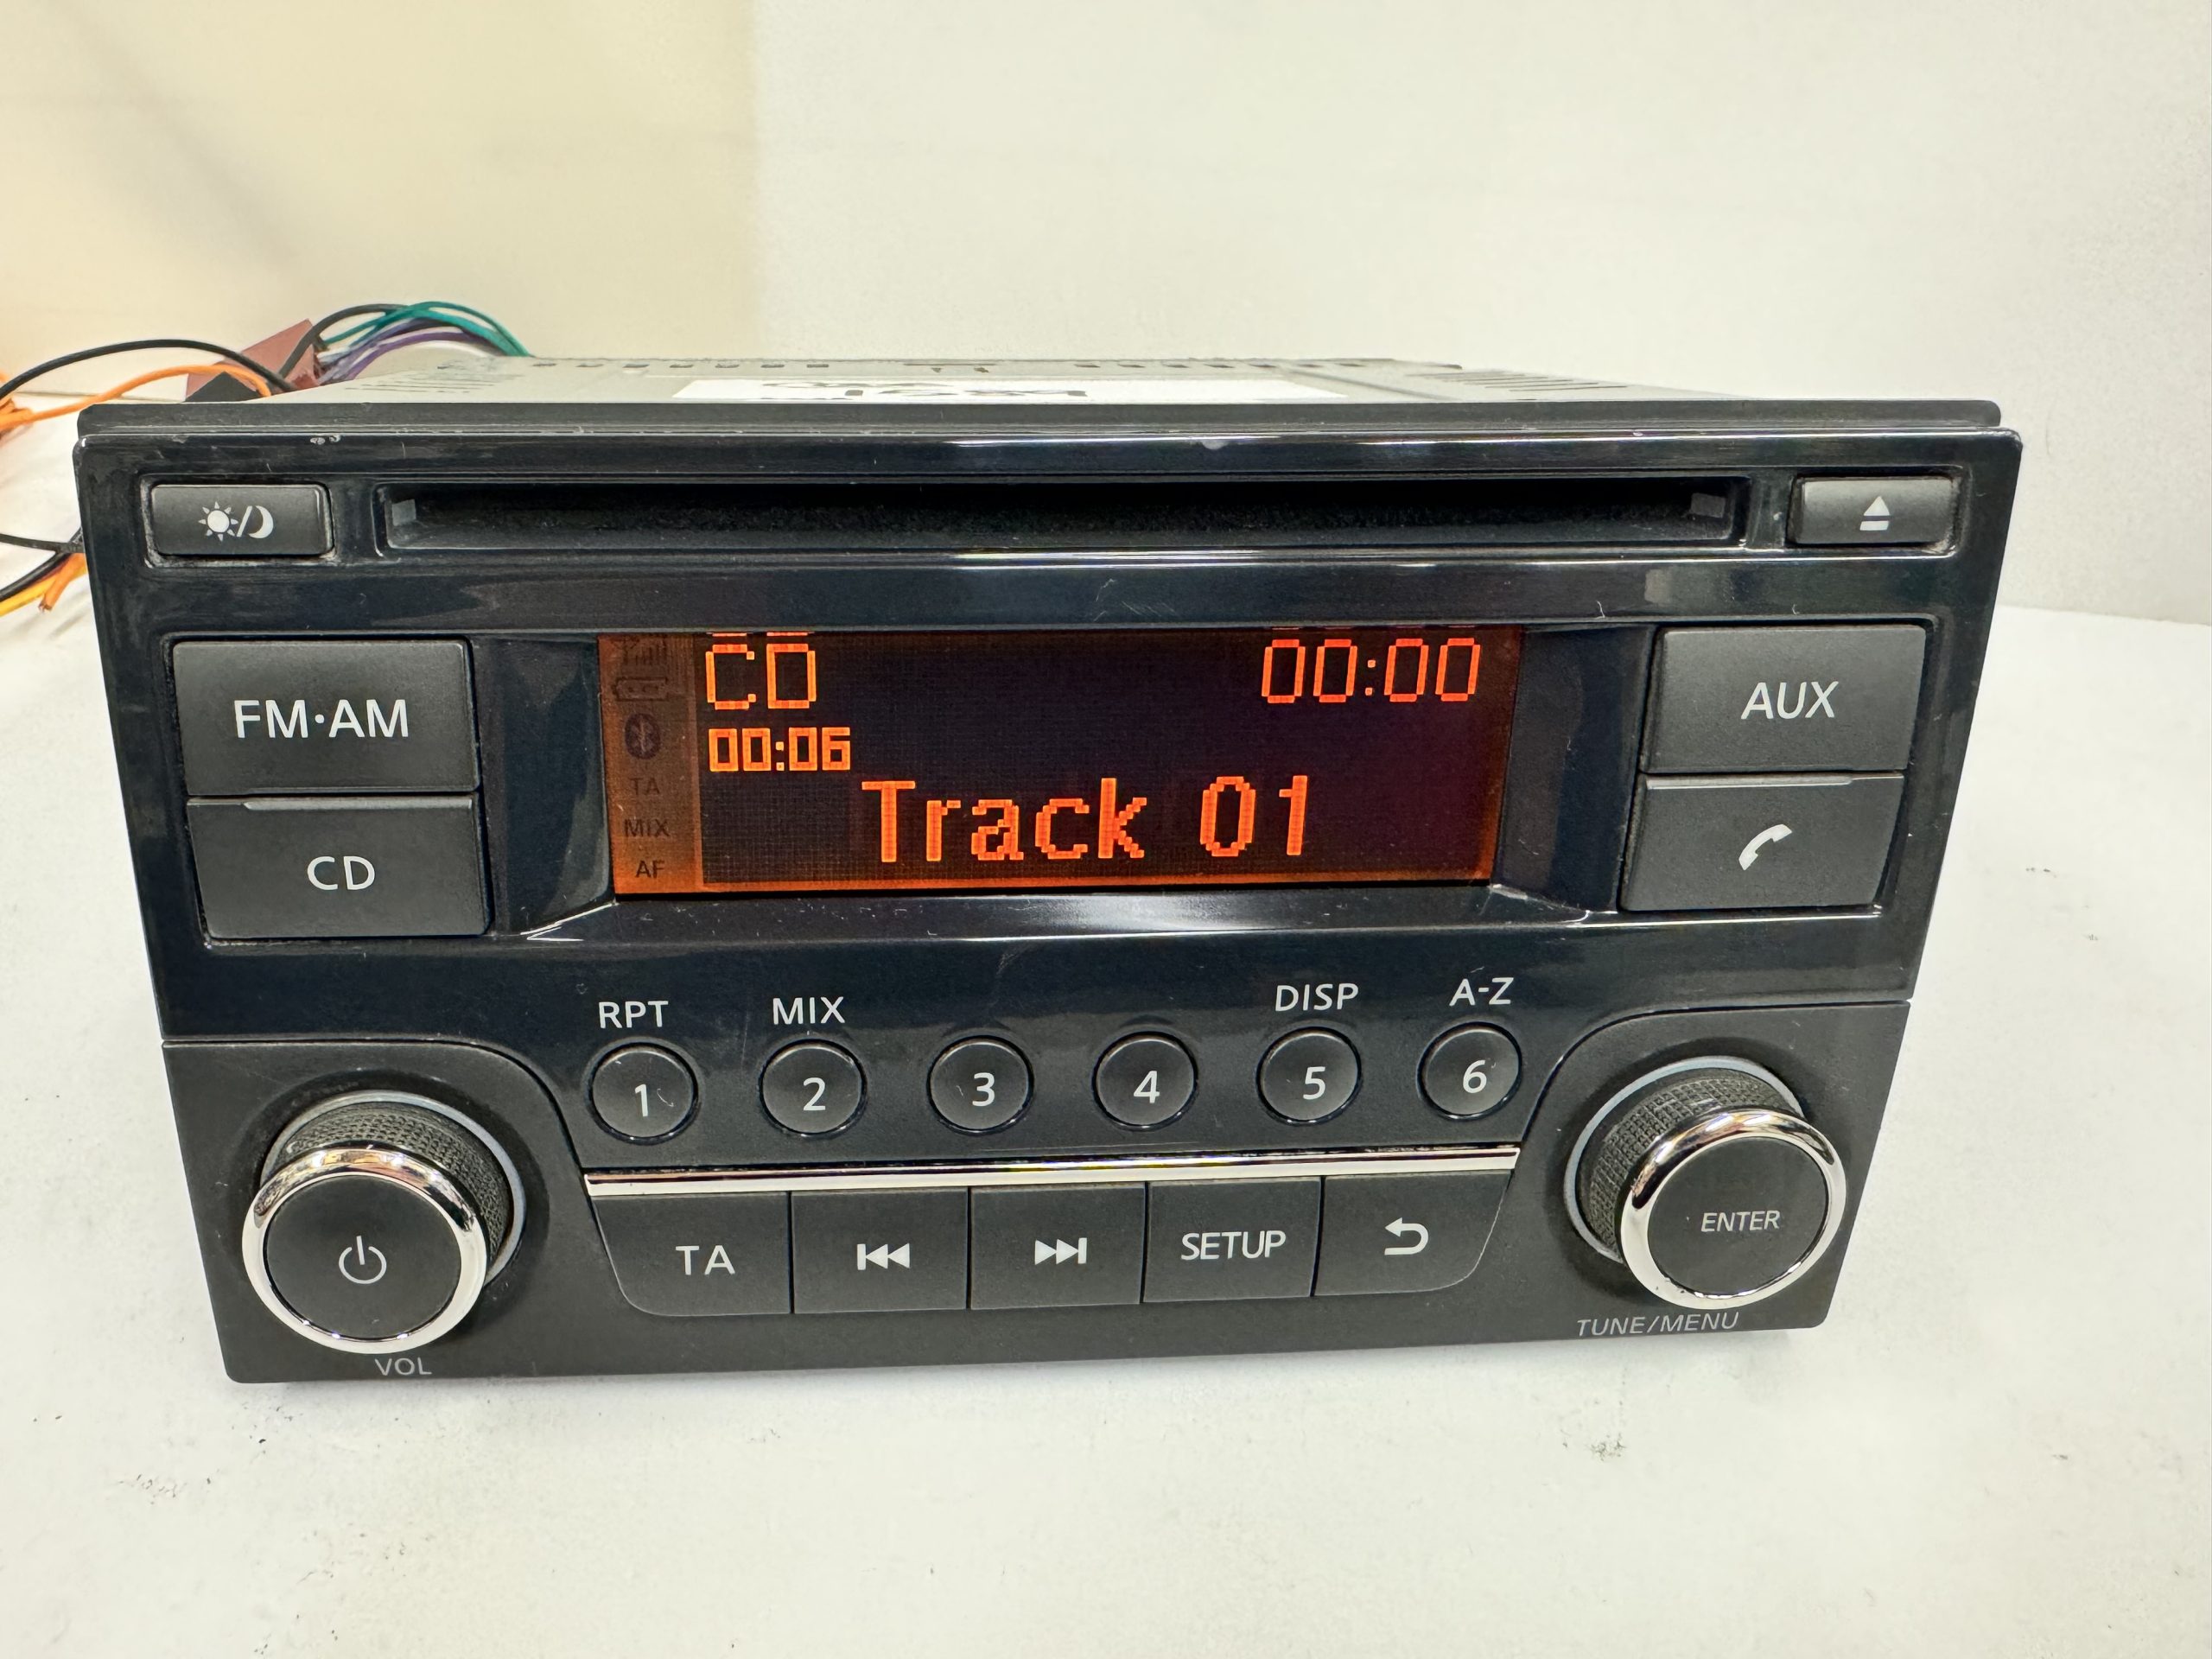 FM·AM
CD
CD 00:00
00:06
Track 01
TA
MIX
AF
AUX
RPT MIX DISP A-Z
1 2 3 4 5 6
TA SETUP
ENTER
VOL
TUNE/MENU